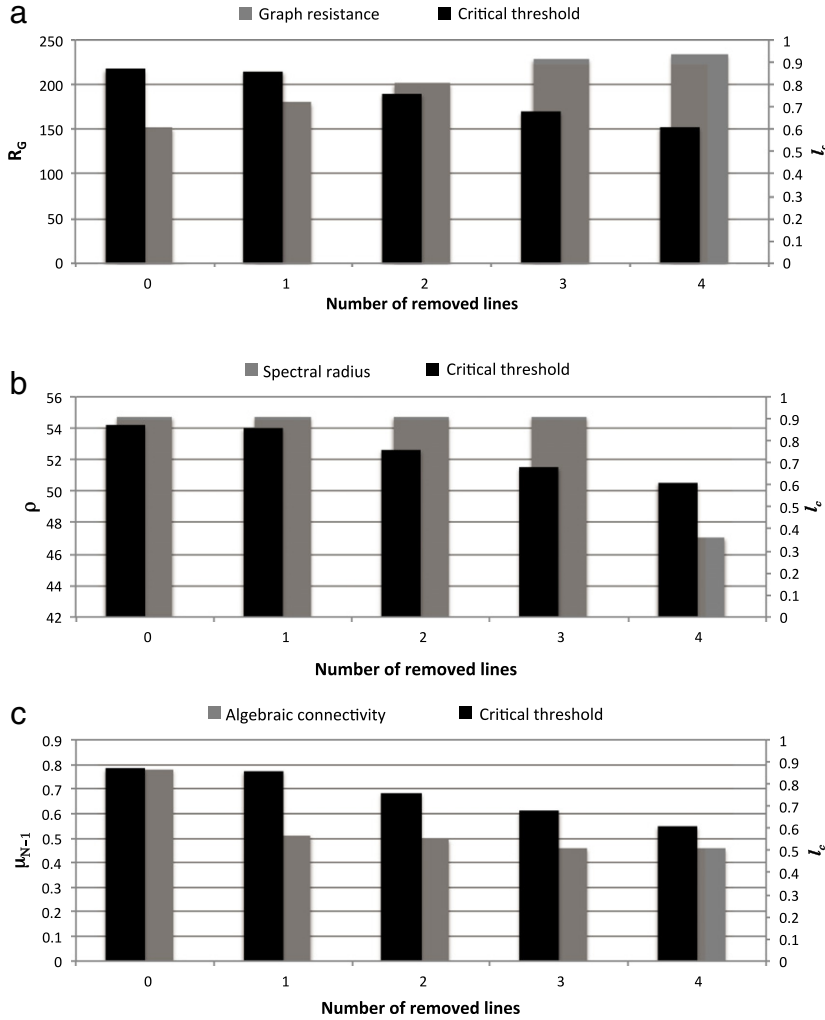 a
Graph resistance
Critical threshold
250
200
150
100
50
0
R_G
1
0.9
0.8
0.7
0.6
0.5
0.4
0.3
0.2
0.1
0
l_c
0 1 2 3 4
Number of removed lines
b
Spectral radius
Critical threshold
56
54
52
50
48
46
44
42
ρ
1
0.9
0.8
0.7
0.6
0.5
0.4
0.3
0.2
0.1
0
l_c
0 1 2 3 4
Number of removed lines
c
Algebraic connectivity
Critical threshold
0.9
0.8
0.7
0.6
0.5
0.4
0.3
0.2
0.1
0
μ_N−1
1
0.9
0.8
0.7
0.6
0.5
0.4
0.3
0.2
0.1
0
l_c
0 1 2 3 4
Number of removed lines